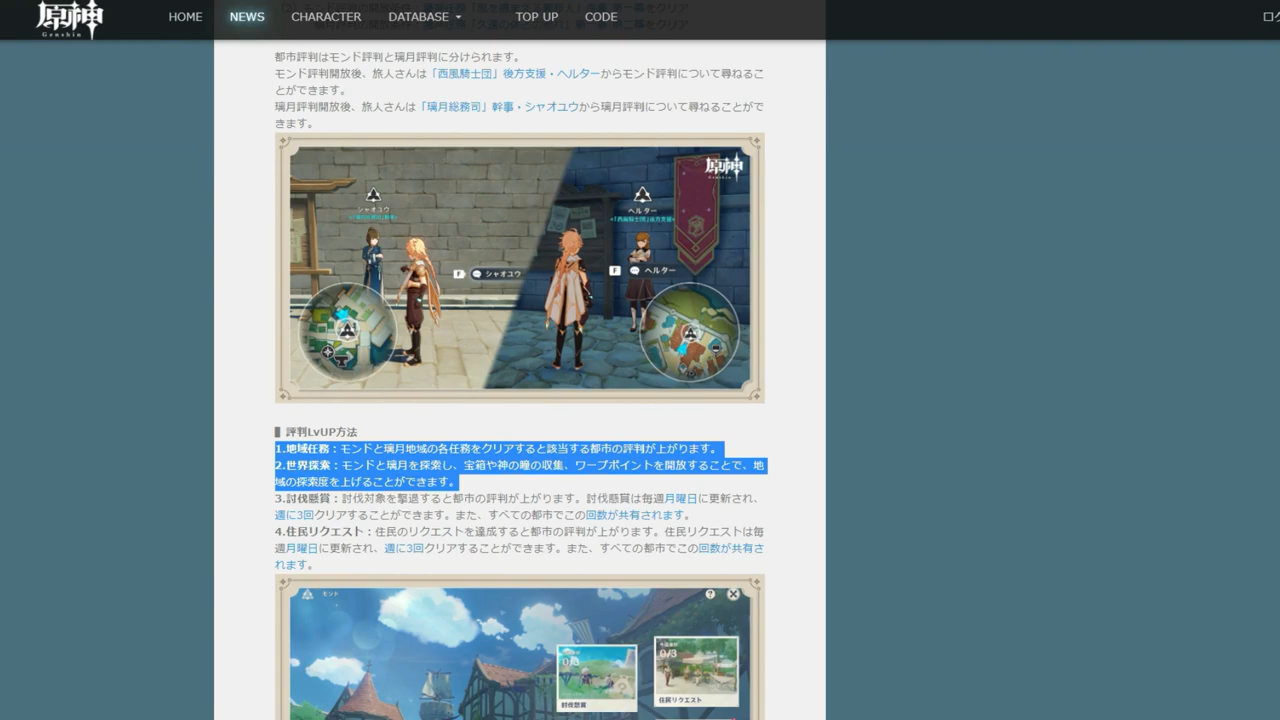 原神
Genshin
HOME
NEWS
CHARACTER
DATABASE
TOP UP
CODE
ログ
都市評判はモンド評判と璃月評判に分けられます。
モンド評判開放後、旅人さんは「西風騎士団」後方支援・ヘルターからモンド評判について尋ねるこ
とができます。
璃月評判開放後、旅人さんは「璃月総務司」幹事・シャオユウから璃月評判について尋ねることがで
きます。
原神
シャオユウ
ヘルター
«「西風騎士団」後方支援»
F シャオユウ
F ヘルター
評判LvUP方法
1.地域任務：モンドと璃月地域の各任務をクリアすると該当する都市の評判が上がります。
2.世界探索：モンドと璃月を探索し、宝箱や神の瞳の収集、ワープポイントを開放することで、地
域の探索度を上げることができます。
3.討伐懸賞：討伐対象を撃退すると都市の評判が上がります。討伐懸賞は毎週月曜日に更新され、
週に3回クリアすることができます。また、すべての都市でこの回数が共有されます。
4.住民リクエスト：住民のリクエストを達成すると都市の評判が上がります。住民リクエストは毎
週月曜日に更新され、週に3回クリアすることができます。また、すべての都市でこの回数が共有さ
れます。
モンド
0/3
討伐懸賞
0/3
住民リクエスト